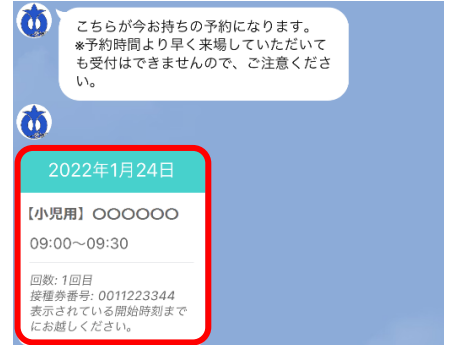 こちらが今お持ちの予約になります。
※予約時間より早く来場していただいて
も受付はできませんので、ご注意くださ
い。
2022年1月24日
【小児用】〇〇〇〇〇〇
09:00〜09:30
回数: 1回目
接種券番号: 0011223344
表示されている開始時刻まで
にお越しください。